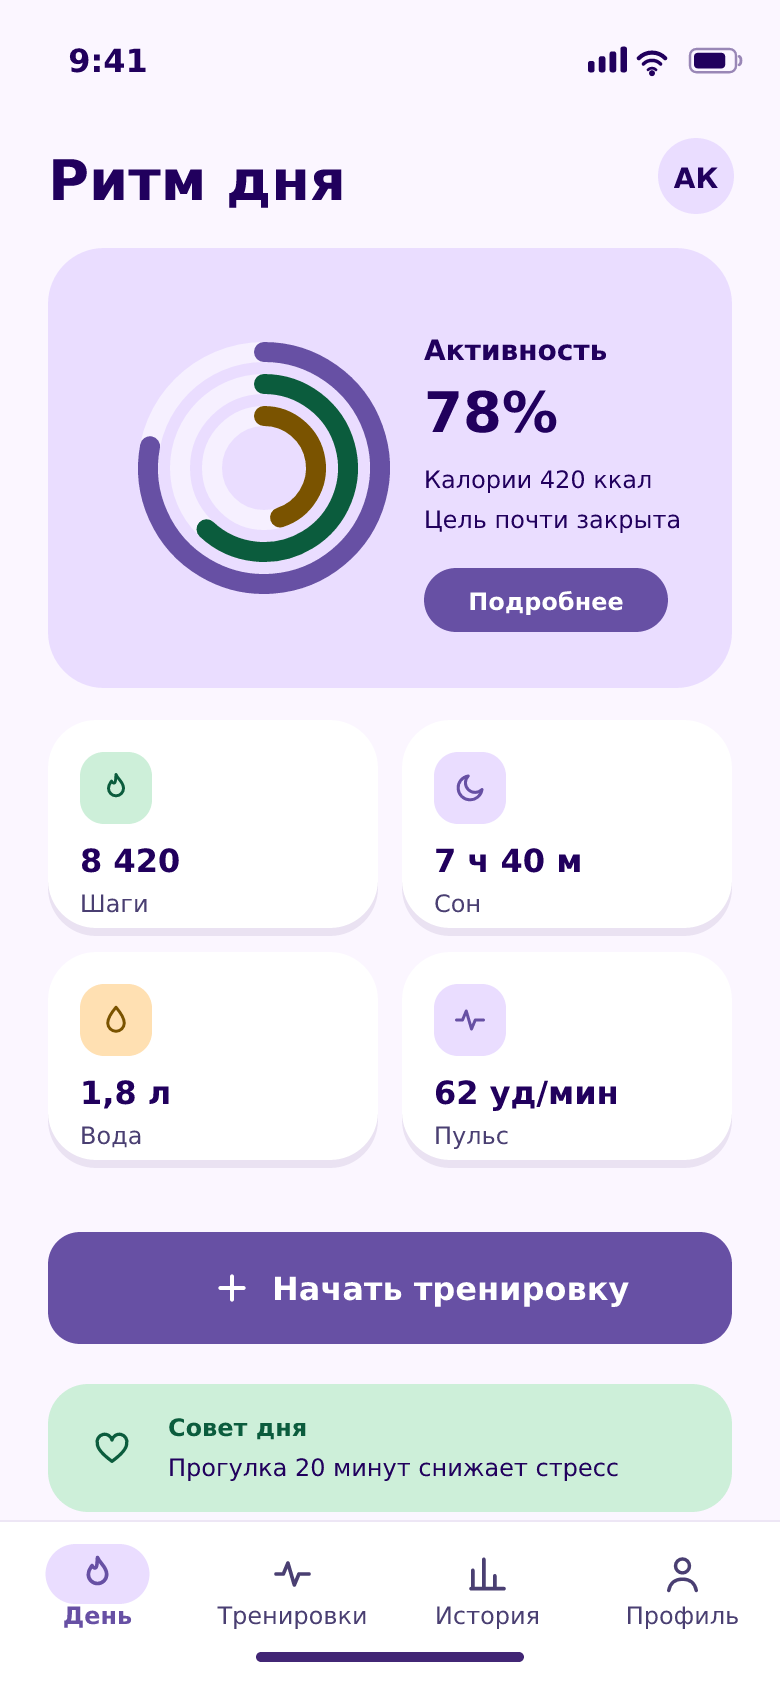 9:41
Ритм дня
АК
Активность
78%
Калории 420 ккал
Цель почти закрыта
Подробнее
8 420
Шаги
7 ч 40 м
Сон
1,8 л
Вода
62 уд/мин
Пульс
Начать тренировку
Совет дня
Прогулка 20 минут снижает стресс
День
Тренировки
История
Профиль